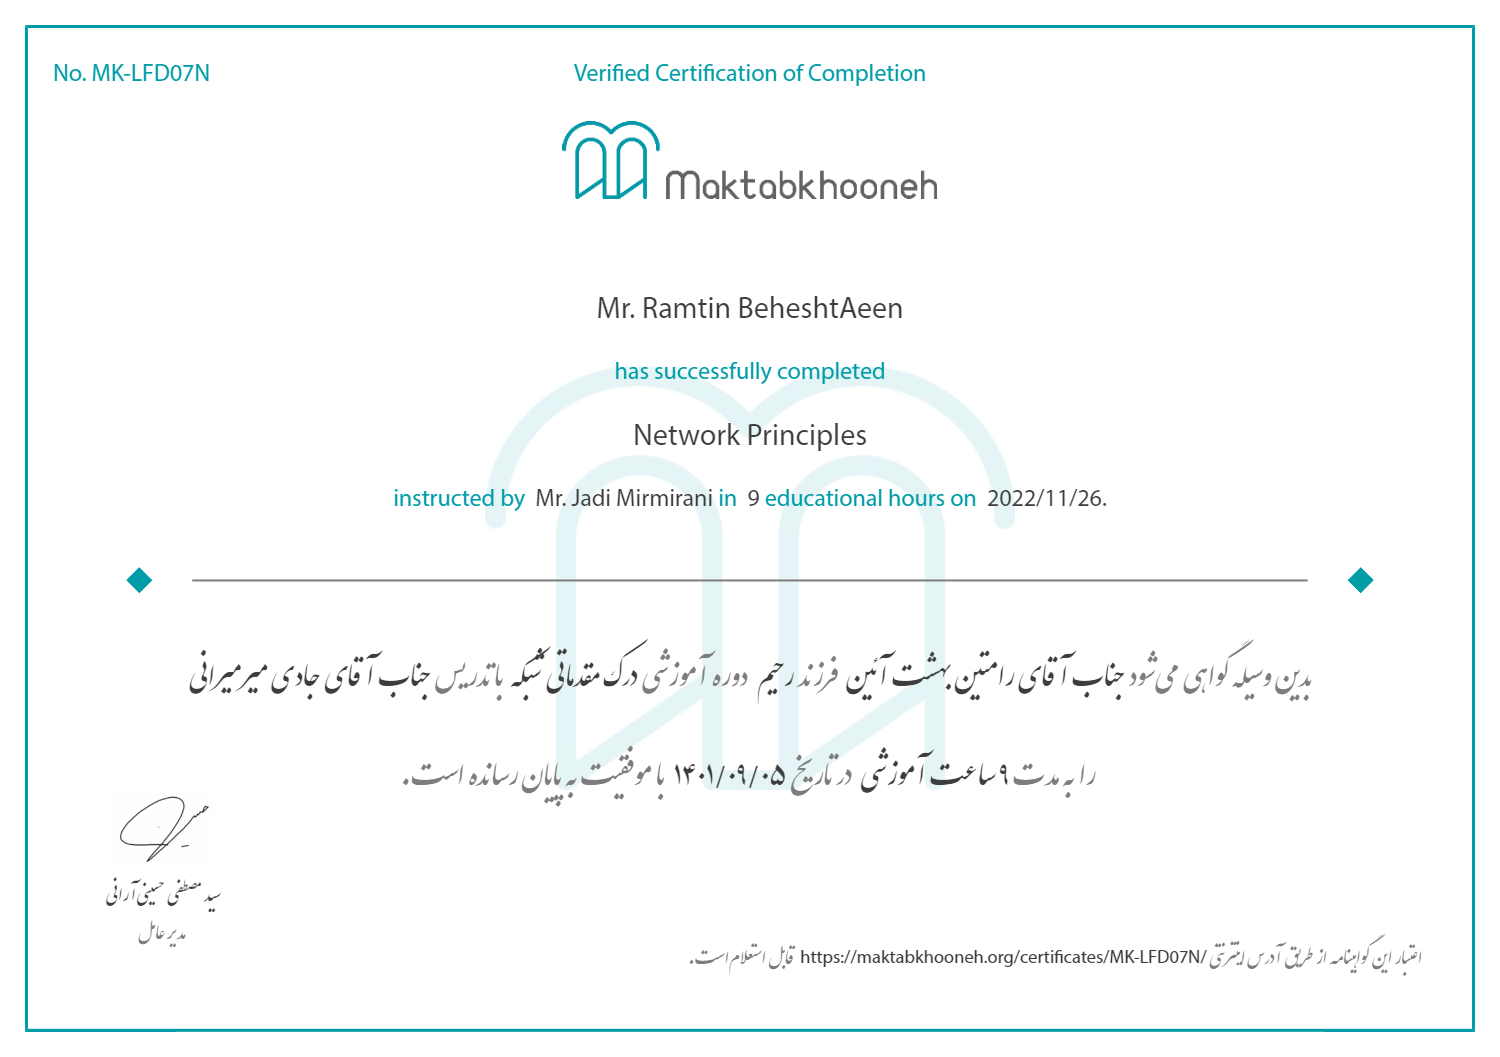 No. MK-LFD07N
Verified Certification of Completion
Maktabkhooneh
Mr. Ramtin BeheshtAeen
has successfully completed
Network Principles
instructed by Mr. Jadi Mirmirani in 9 educational hours on 2022/11/26.
بدین وسیله گواهی می‌شود جناب آقای رامتین بهشت آئین فرزند رحیم دوره آموزشی درک مقدماتی شبکه با تدریس جناب آقای جادی میرمیرانی
را به مدت ۹ ساعت آموزشی در تاریخ ۱۴۰۱/۰۹/۰۵ با موفقیت به پایان رسانده است.
سید مصطفی حسینی آرانی
مدیر عامل
اعتبار این گواهینامه از طریق آدرس اینترنتی https://maktabkhooneh.org/certificates/MK-LFD07N/ قابل استعلام است.